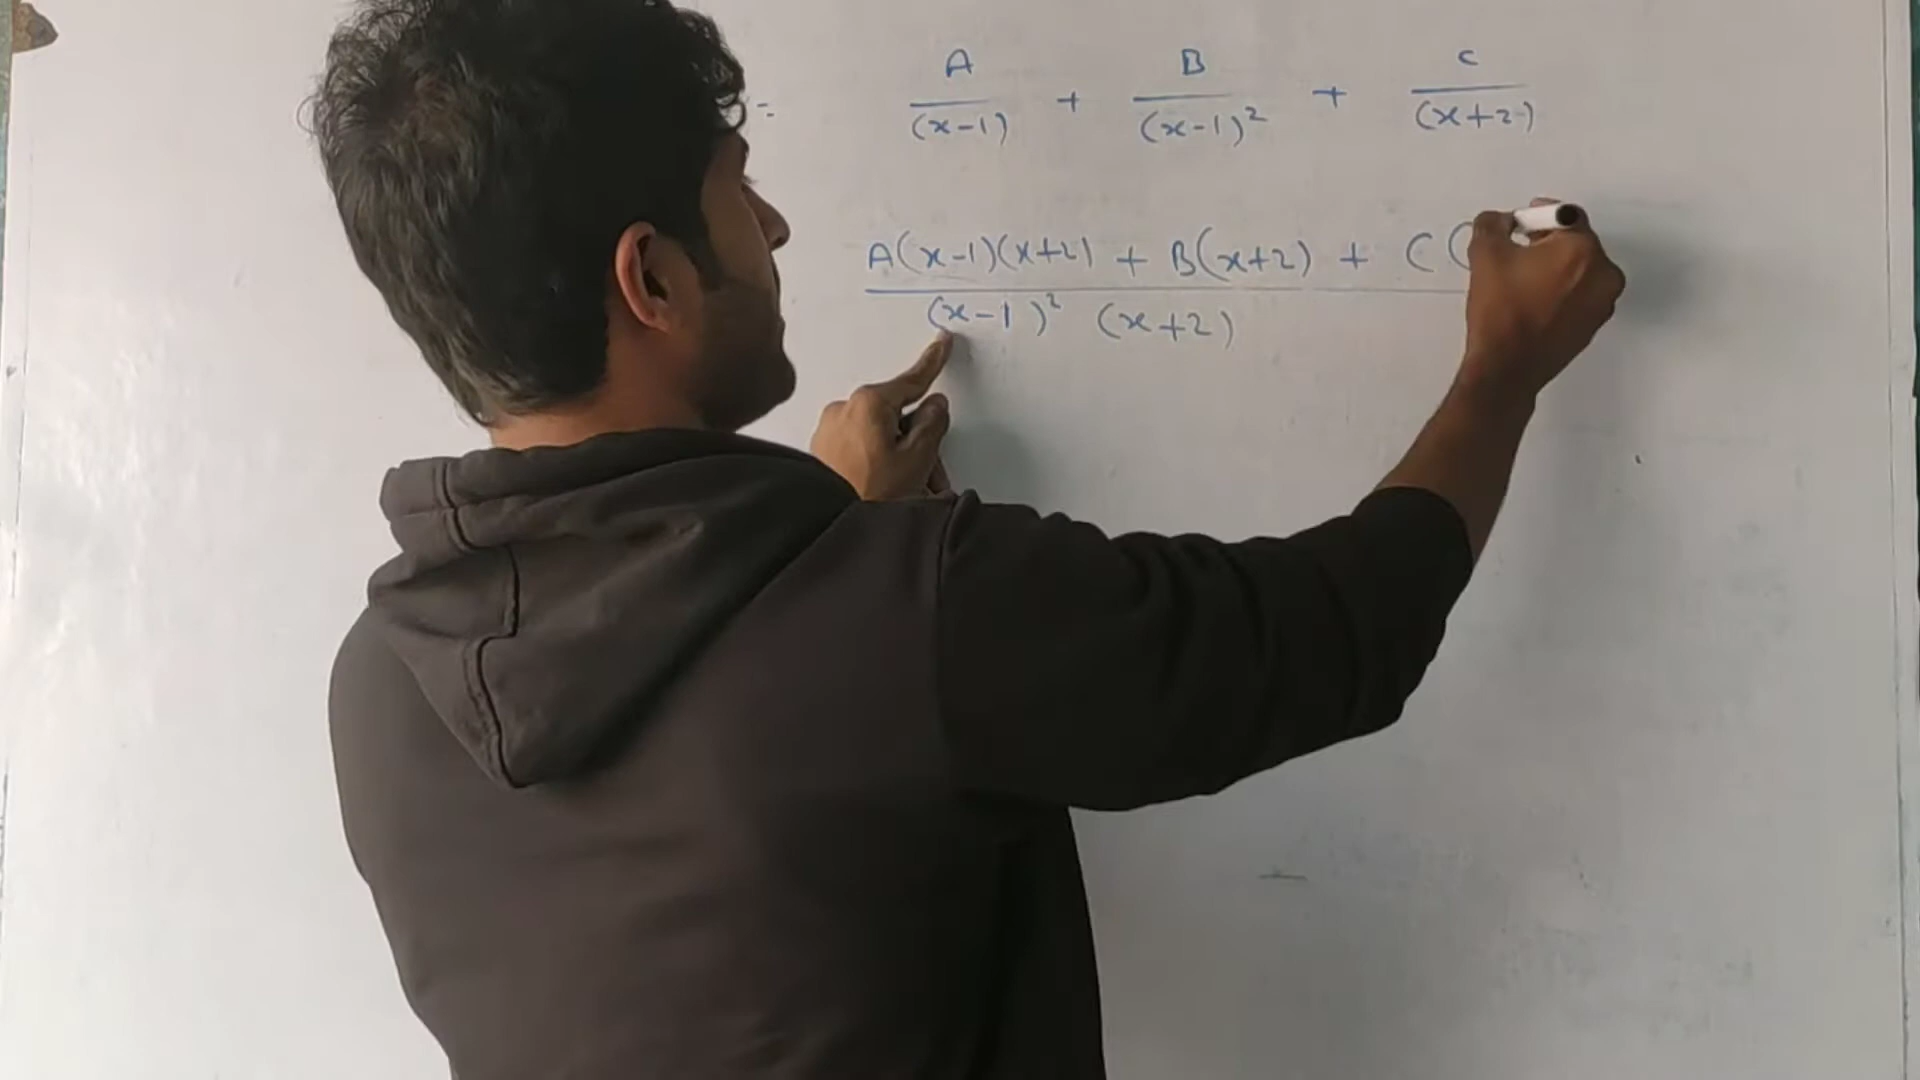 = A/(x-1) + B/(x-1)² + C/(x+2)
A(x-1)(x+2) + B(x+2) + C(
(x-1)² (x+2)